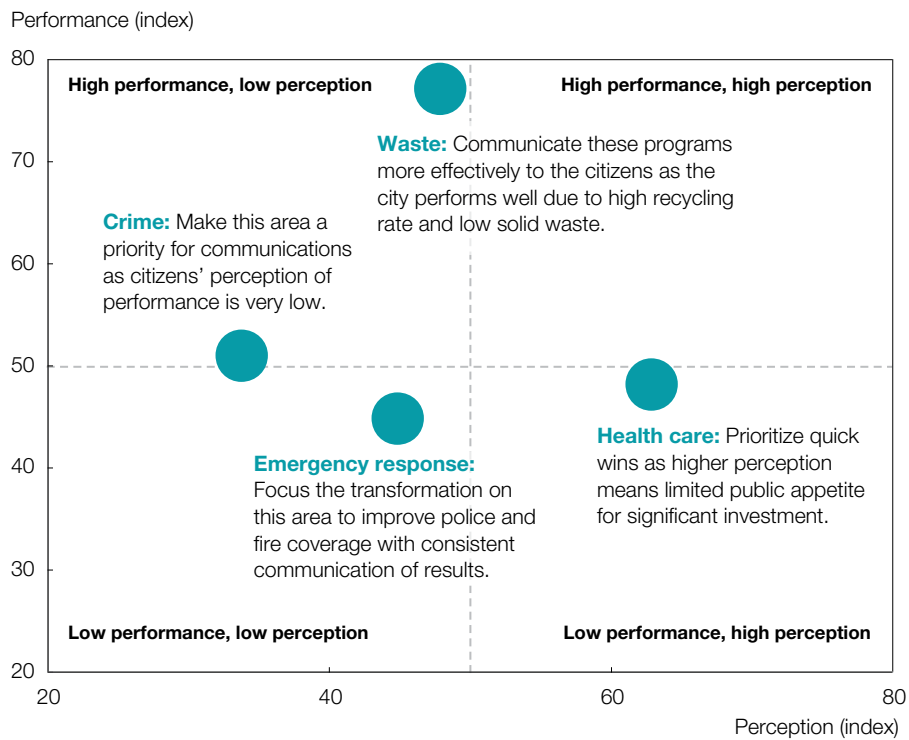 Performance (index)
80
High performance, low perception
High performance, high perception
Waste: Communicate these programs
more effectively to the citizens as the
city performs well due to high recycling
rate and low solid waste.
70
Crime: Make this area a
priority for communications
as citizens’ perception of
performance is very low.
60
50
Health care: Prioritize quick
wins as higher perception
means limited public appetite
for significant investment.
40
Emergency response:
Focus the transformation on
this area to improve police and
fire coverage with consistent
communication of results.
30
Low performance, low perception
Low performance, high perception
20
20
40
60
80
Perception (index)